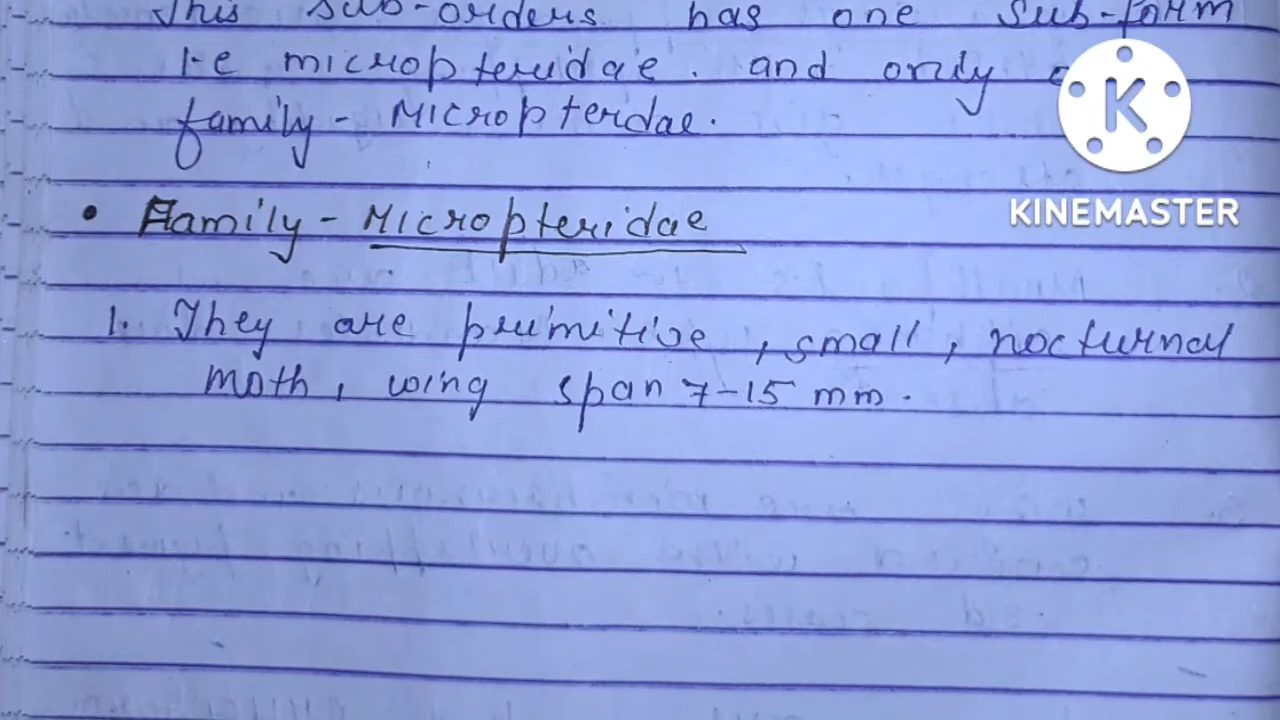 This sub-orders has one sub-form
i.e micropteridae. and only
family - Micropterdae.
• Family - Micropteridae
1. They are primitive, small, nocturnal
moth, wing span 7-15 mm.
KINEMASTER